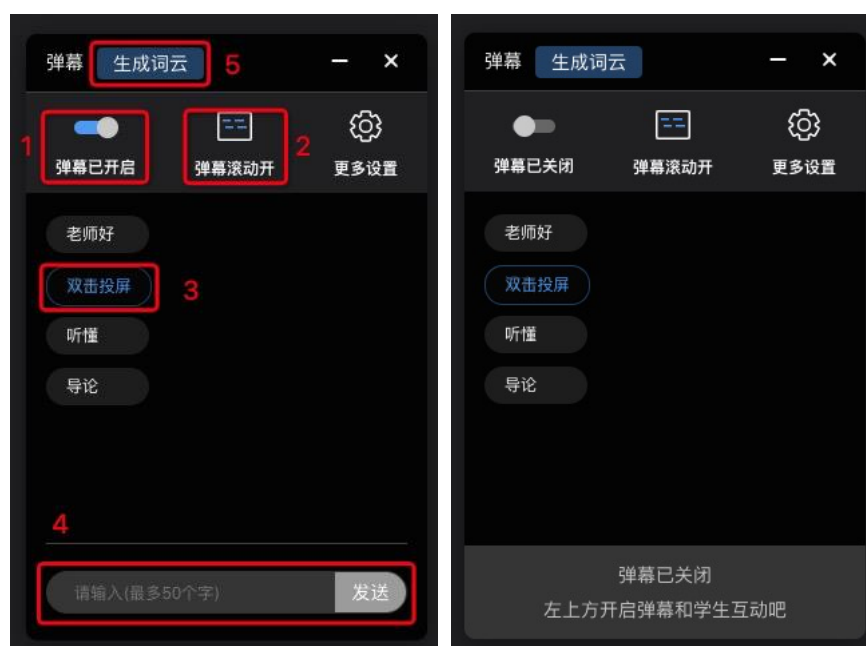 弹幕 生成词云 5
1 弹幕已开启 弹幕滚动开 2 更多设置
老师好
双击投屏 3
听懂
导论
4
请输入(最多50个字) 发送
弹幕 生成词云
弹幕已关闭 弹幕滚动开 更多设置
老师好
双击投屏
听懂
导论
弹幕已关闭
左上方开启弹幕和学生互动吧